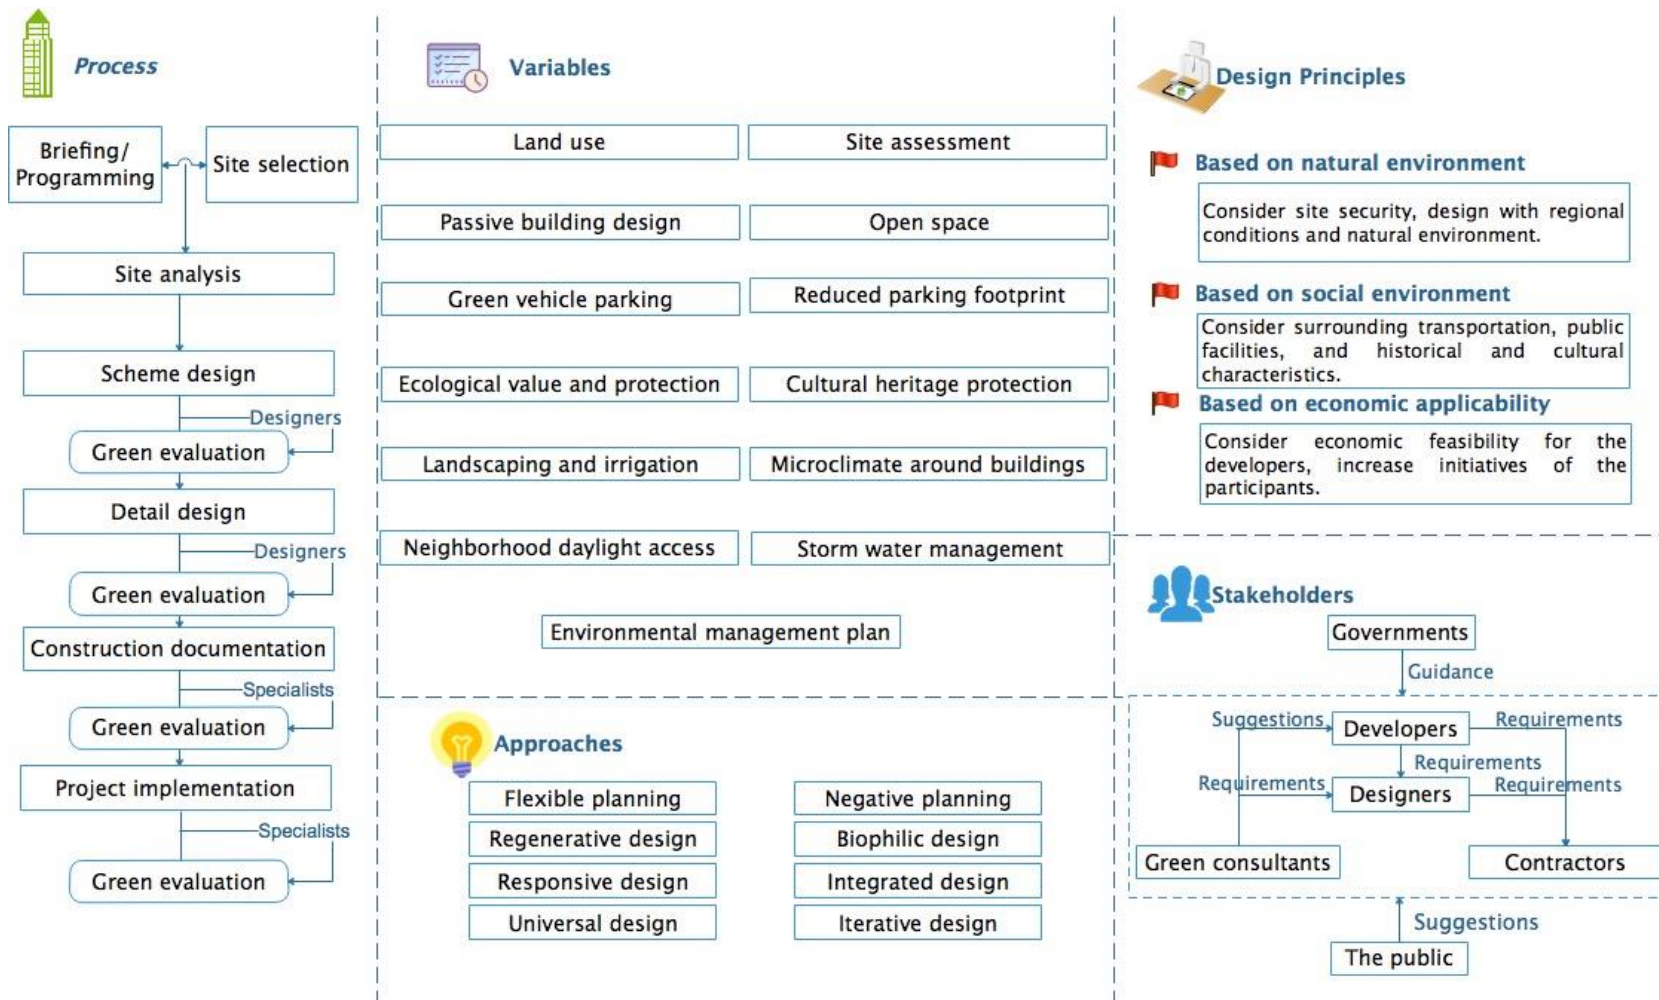 Process
Briefing/
Programming
Site selection
Site analysis
Scheme design
Designers
Green evaluation
Detail design
Designers
Green evaluation
Construction documentation
Specialists
Green evaluation
Project implementation
Specialists
Green evaluation
Variables
Land use
Site assessment
Passive building design
Open space
Green vehicle parking
Reduced parking footprint
Ecological value and protection
Cultural heritage protection
Landscaping and irrigation
Microclimate around buildings
Neighborhood daylight access
Storm water management
Environmental management plan
Approaches
Flexible planning
Negative planning
Regenerative design
Biophilic design
Responsive design
Integrated design
Universal design
Iterative design
Design Principles
Based on natural environment
Consider site security, design with regional
conditions and natural environment.
Based on social environment
Consider surrounding transportation, public
facilities, and historical and cultural
characteristics.
Based on economic applicability
Consider economic feasibility for the
developers, increase initiatives of the
participants.
Stakeholders
Governments
Guidance
Suggestions
Developers
Requirements
Requirements
Requirements
Designers
Requirements
Green consultants
Contractors
Suggestions
The public